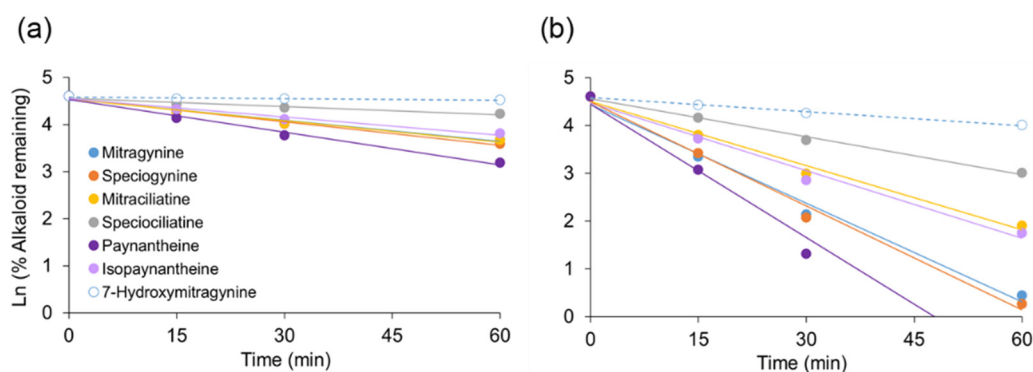 (a)
(b)
Ln (% Alkaloid remaining)
5
4
3
2
1
0
Mitragynine
Speciogynine
Mitraciliatine
Speciociliatine
Paynantheine
Isopaynantheine
7-Hydroxymitragynine
0 15 30 45 60
Time (min)
5
4
3
2
1
0
0 15 30 45 60
Time (min)